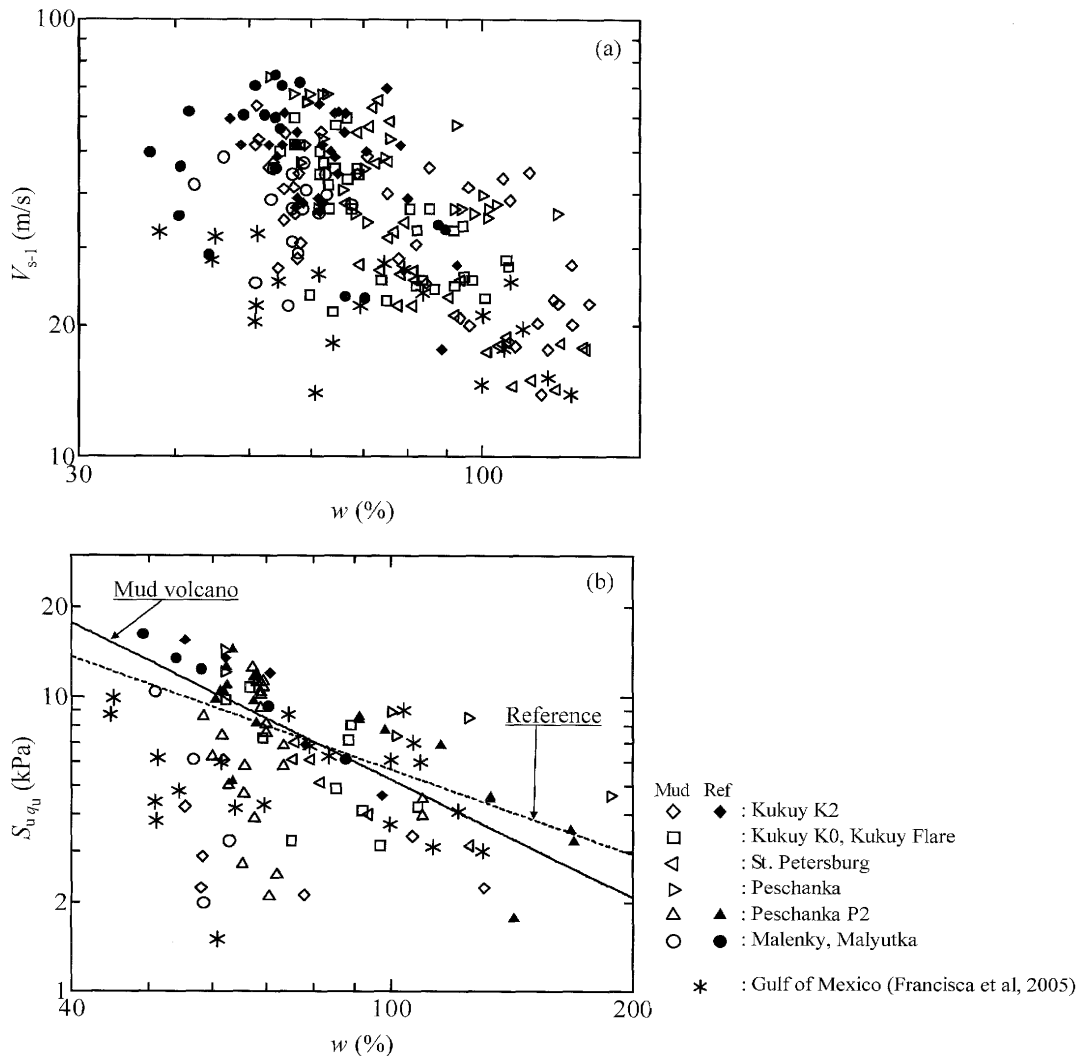 100
(a)
V s-1 (m/s)
20
10
30
100
w (%)
(b)
Mud volcano
20
10
Reference
S u qu (kPa)
2
1
40
100
200
w (%)
Mud Ref
: Kukuy K2
: Kukuy K0, Kukuy Flare
: St. Petersburg
: Peschanka
: Peschanka P2
: Malenky, Malyutka
: Gulf of Mexico (Francisca et al, 2005)